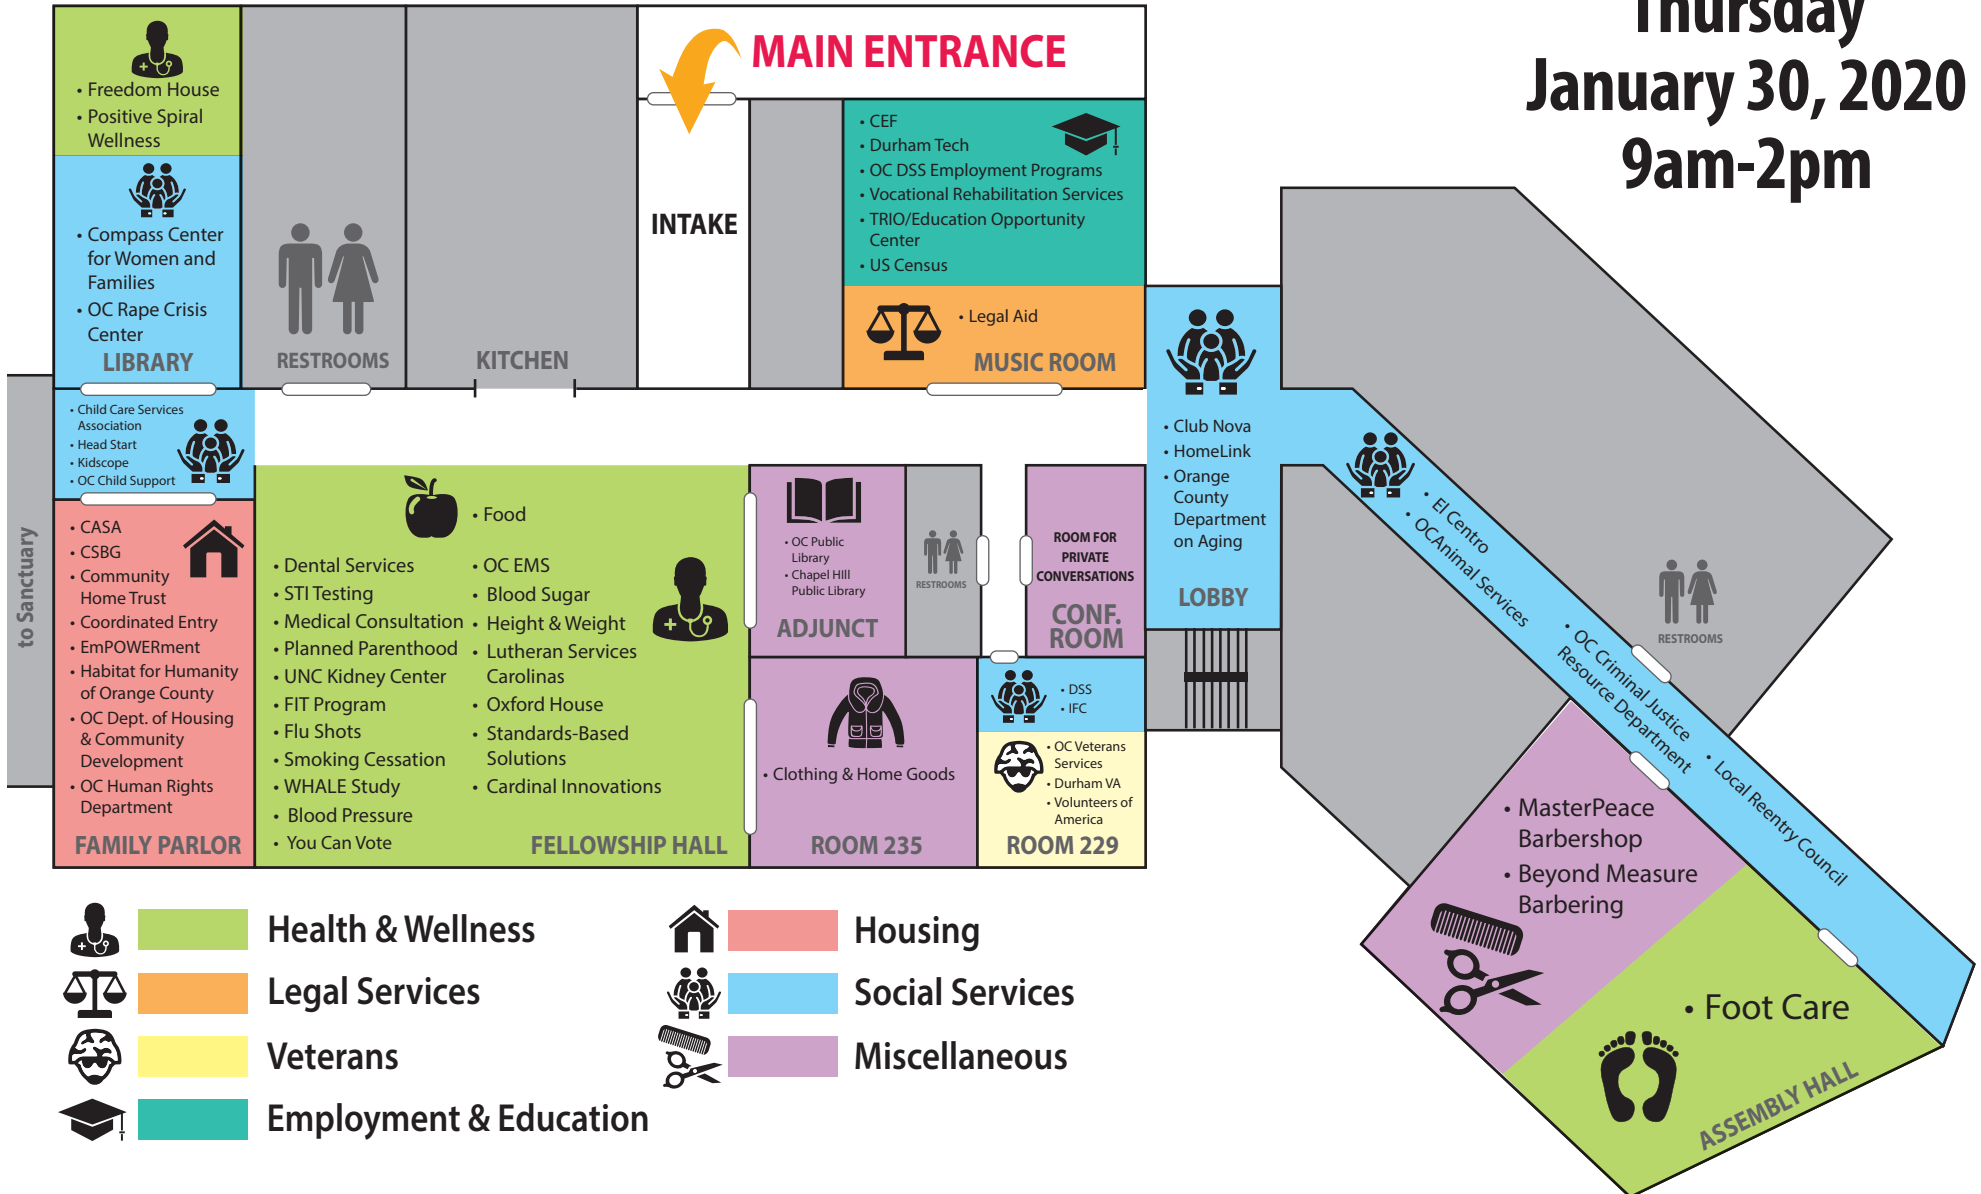 Thursday
January 30, 2020
9am-2pm
MAIN ENTRANCE
• Freedom House
• Positive Spiral
Wellness
• Compass Center
for Women and
Families
• OC Rape Crisis
Center
LIBRARY
RESTROOMS
KITCHEN
INTAKE
• CEF
• Durham Tech
• OC DSS Employment Programs
• Vocational Rehabilitation Services
• TRIO/Education Opportunity
Center
• US Census
• Legal Aid
MUSIC ROOM
to Sanctuary
• Child Care Services
Association
• Head Start
• Kidscope
• OC Child Support
• CASA
• CSBG
• Community
Home Trust
• Coordinated Entry
• EmPOWERment
• Habitat for Humanity
of Orange County
• OC Dept. of Housing
& Community
Development
• OC Human Rights
Department
FAMILY PARLOR
• Food
• Dental Services
• STI Testing
• Medical Consultation
• Planned Parenthood
• UNC Kidney Center
• FIT Program
• Flu Shots
• Smoking Cessation
• WHALE Study
• Blood Pressure
• You Can Vote
• OC EMS
• Blood Sugar
• Height & Weight
• Lutheran Services
Carolinas
• Oxford House
• Standards-Based
Solutions
• Cardinal Innovations
FELLOWSHIP HALL
• OC Public
Library
• Chapel HIll
Public Library
ADJUNCT
RESTROOMS
ROOM FOR
PRIVATE
CONVERSATIONS
CONF.
ROOM
• Clothing & Home Goods
ROOM 235
• DSS
• IFC
• OC Veterans
Services
• Durham VA
• Volunteers of
America
ROOM 229
• Club Nova
• HomeLink
• Orange
County
Department
on Aging
LOBBY
• El Centro
• OCAnimal Services
• OC Criminal Justice
Resource Department
• Local Reentry Council
RESTROOMS
• MasterPeace
Barbershop
• Beyond Measure
Barbering
• Foot Care
ASSEMBLY HALL
Health & Wellness
Legal Services
Veterans
Employment & Education
Housing
Social Services
Miscellaneous